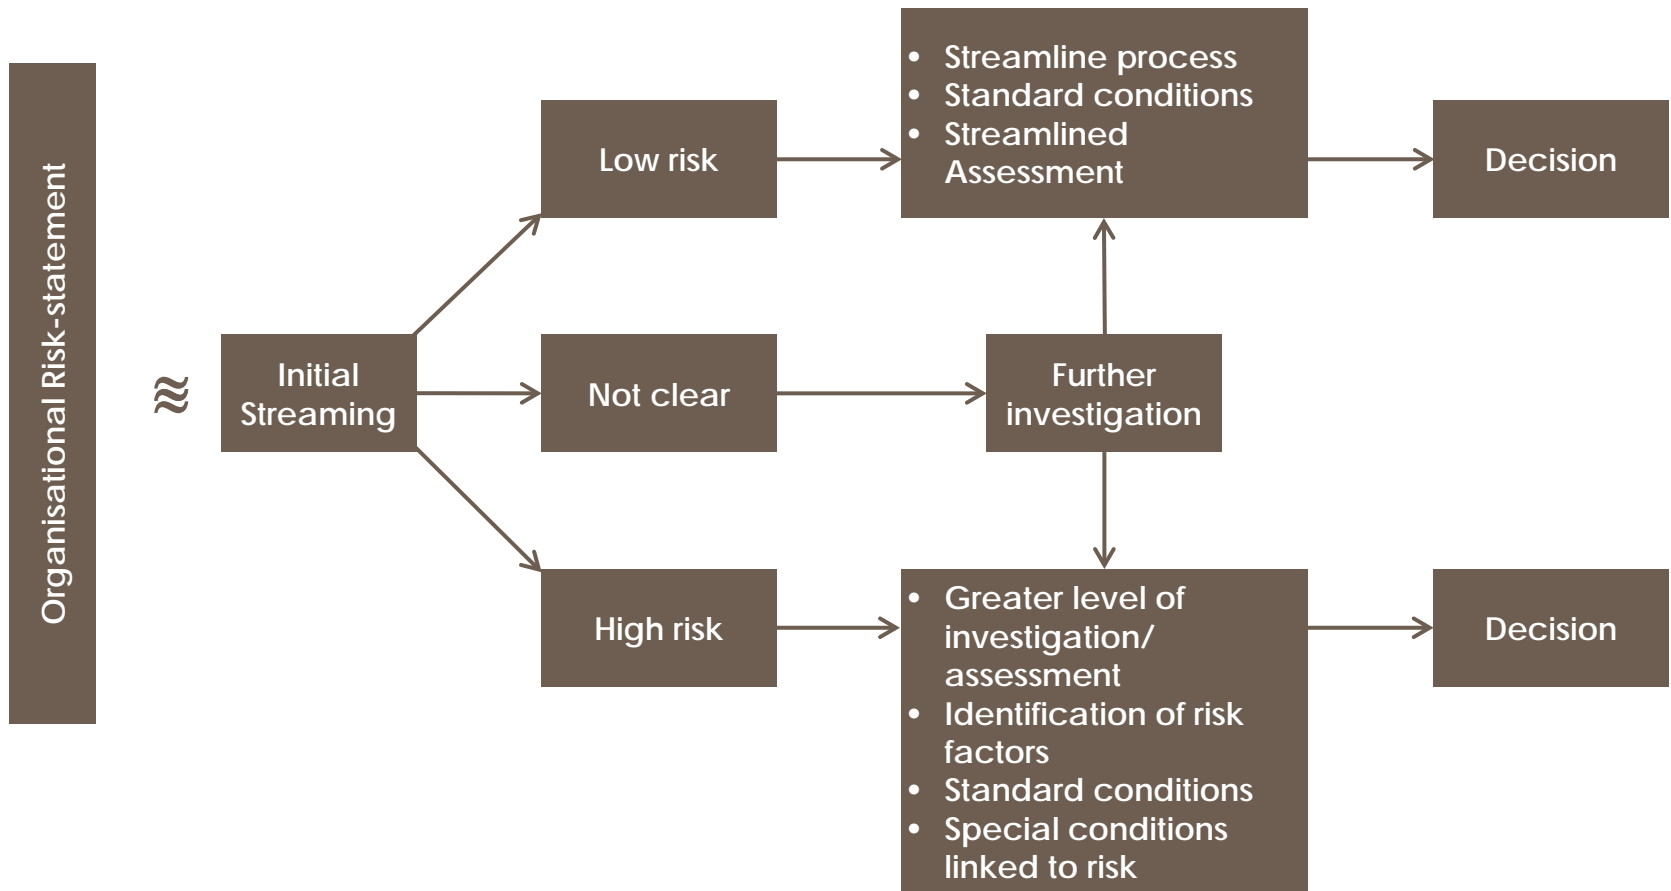 Organisational Risk-statement
≋
Initial
Streaming
Low risk
• Streamline process
• Standard conditions
• Streamlined
Assessment
Decision
Not clear
Further
investigation
High risk
• Greater level of
investigation/
assessment
• Identification of risk
factors
• Standard conditions
• Special conditions
linked to risk
Decision